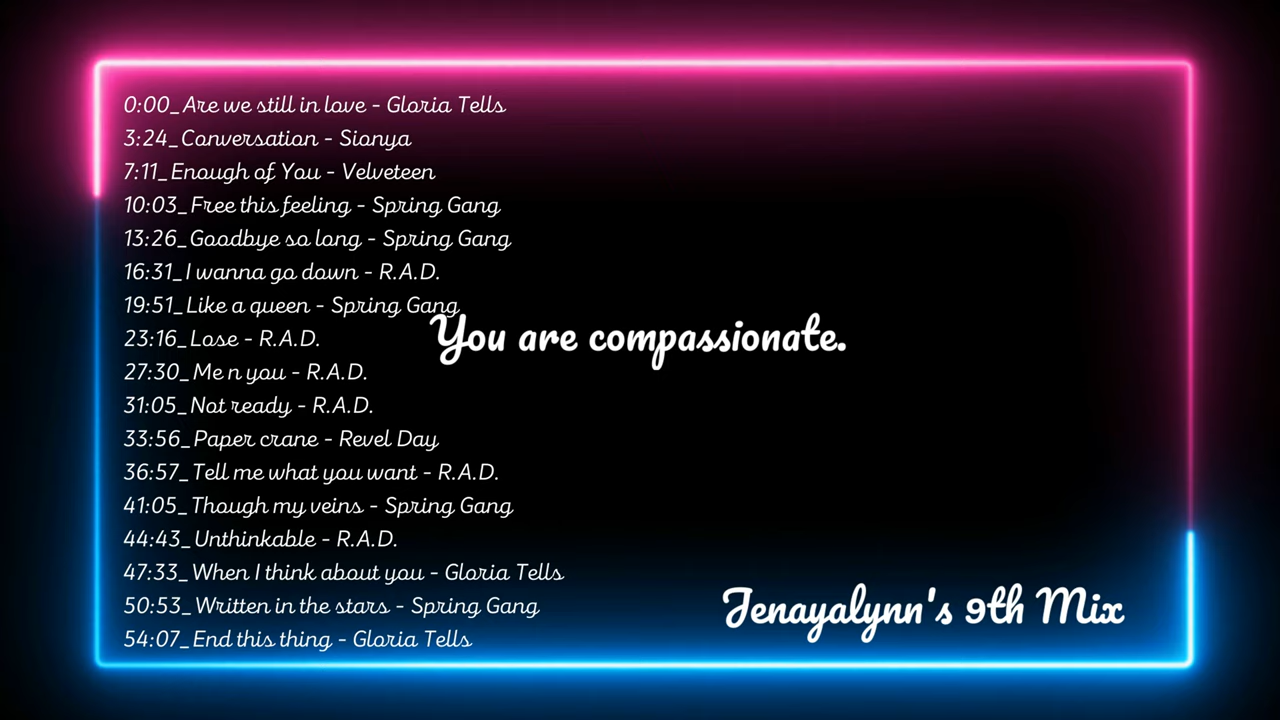 0:00_Are we still in love - Gloria Tells
3:24_Conversation - Sionya
7:11_Enough of You - Velveteen
10:03_Free this feeling - Spring Gang
13:26_Goodbye so long - Spring Gang
16:31_I wanna go down - R.A.D.
19:51_Like a queen - Spring Gang
23:16_Lose - R.A.D.
27:30_Me n you - R.A.D.
31:05_Not ready - R.A.D.
33:56_Paper crane - Revel Day
36:57_Tell me what you want - R.A.D.
41:05_Though my veins - Spring Gang
44:43_Unthinkable - R.A.D.
47:33_When I think about you - Gloria Tells
50:53_Written in the stars - Spring Gang
54:07_End this thing - Gloria Tells
You are compassionate.
Jenayalynn's 9th Mix